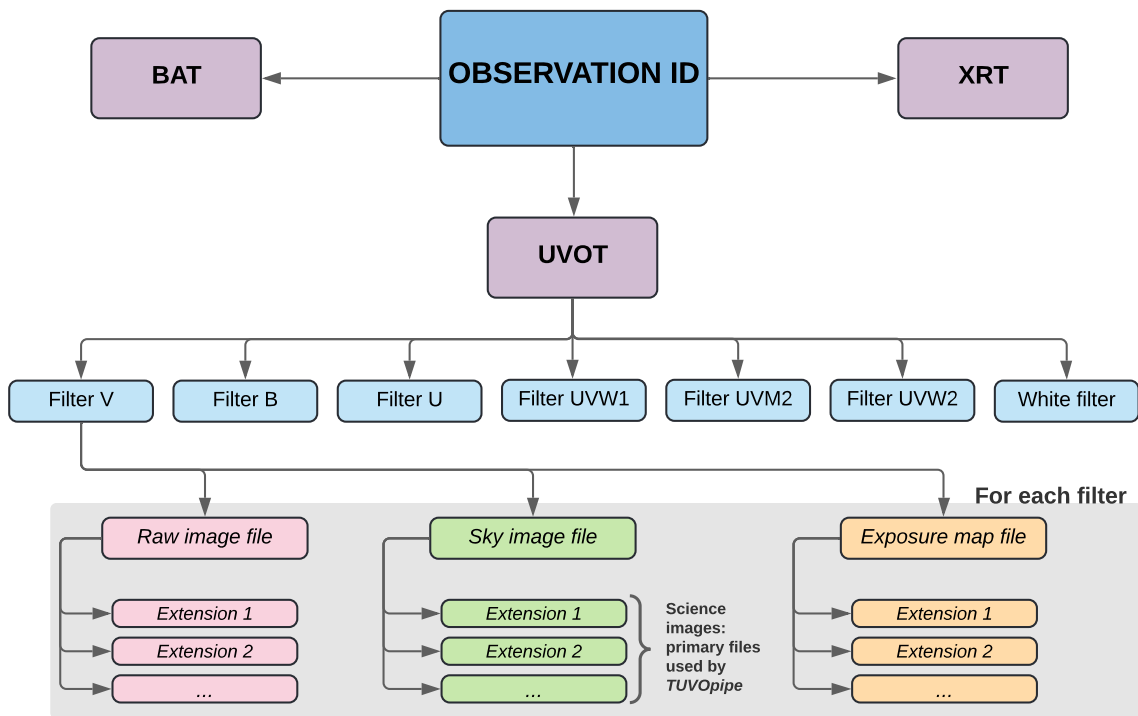 BAT
OBSERVATION ID
XRT
UVOT
Filter V
Filter B
Filter U
Filter UVW1
Filter UVM2
Filter UVW2
White filter
For each filter
Raw image file
Sky image file
Exposure map file
Extension 1
Extension 2
...
Extension 1
Extension 2
...
Science
images:
primary files
used by
TUVOpipe
Extension 1
Extension 2
...